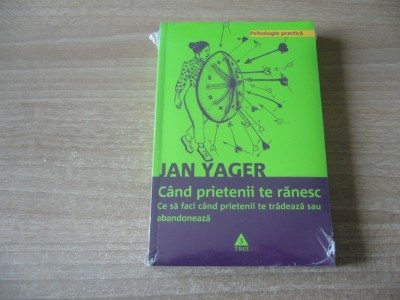 Psihologie practică
JAN YAGER
Când prietenii te rănesc
Ce să faci când prietenii te trădează sau
abandonează
TREI